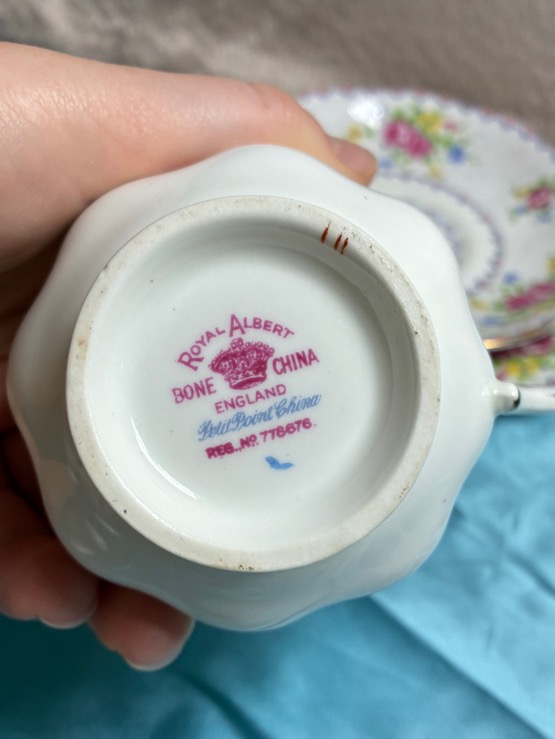 ROYAL ALBERT
BONE CHINA
ENGLAND
Petit Point China
REG. NO. 778676.